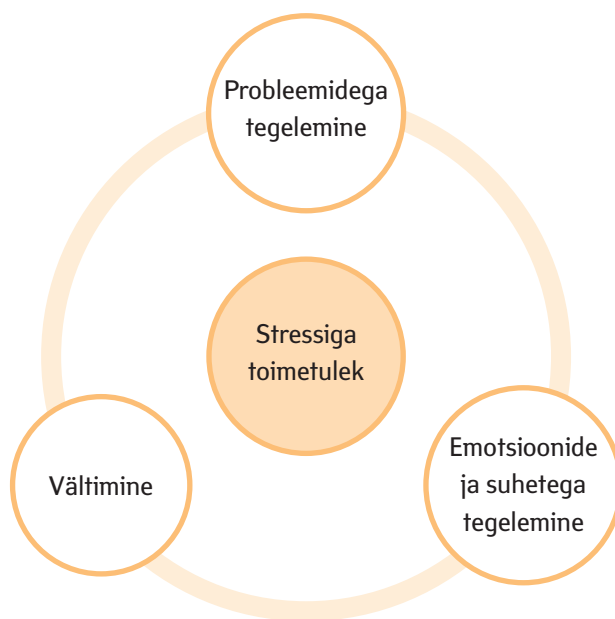 Probleemidega
tegelemine
Stressiga
toimetulek
Vältimine
Emotsioonide
ja suhetega
tegelemine